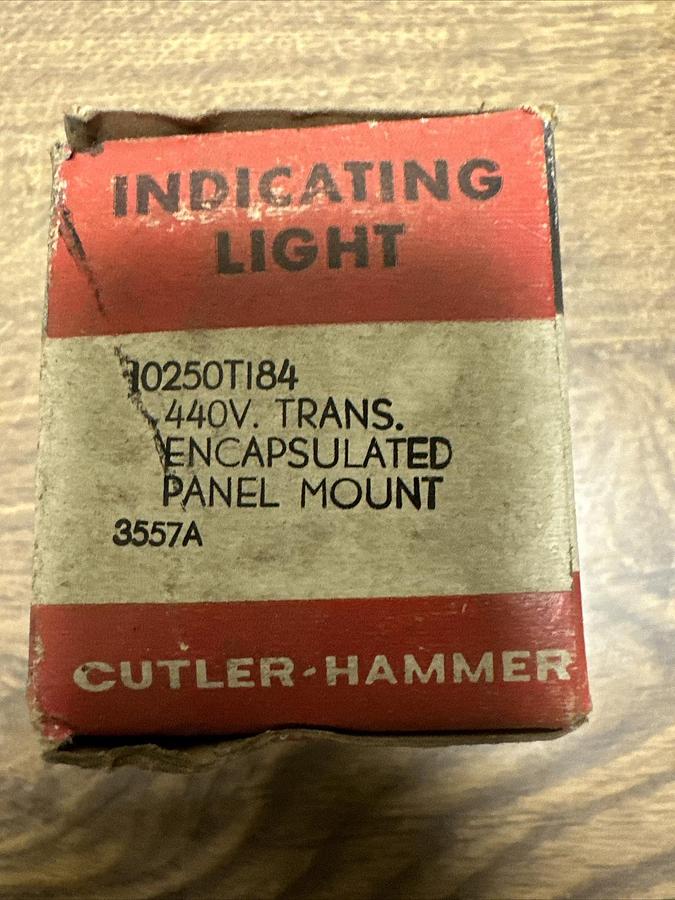 INDICATING
LIGHT
10250T184
440V. TRANS.
ENCAPSULATED
PANEL MOUNT
3557A
CUTLER-HAMMER